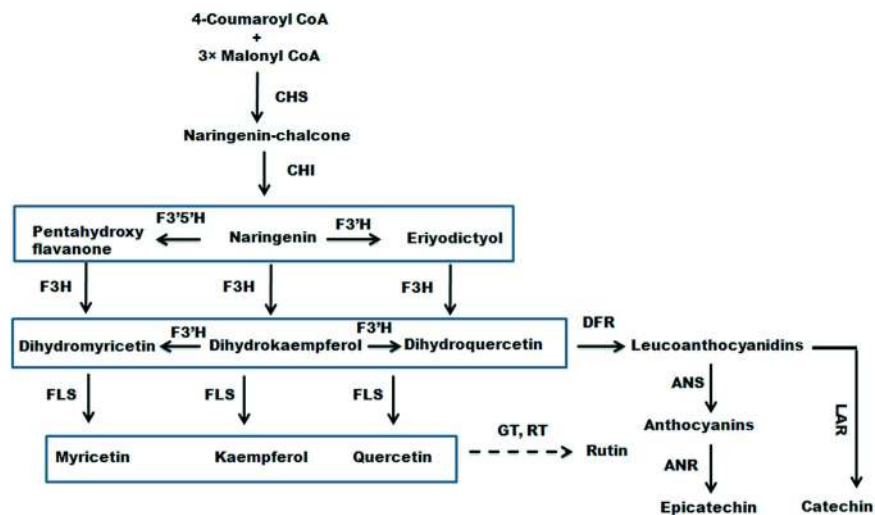 4-Coumaroyl CoA
+
3× Malonyl CoA
CHS
Naringenin-chalcone
CHI
F3'5'H
F3'H
Pentahydroxy
flavanone
Naringenin
Eriyodictyol
F3H
F3H
F3H
F3'H
F3'H
Dihydromyricetin
Dihydrokaempferol
Dihydroquercetin
DFR
Leucoanthocyanidins
FLS
FLS
FLS
ANS
LAR
Anthocyanins
GT, RT
Myricetin
Kaempferol
Quercetin
Rutin
ANR
Epicatechin
Catechin